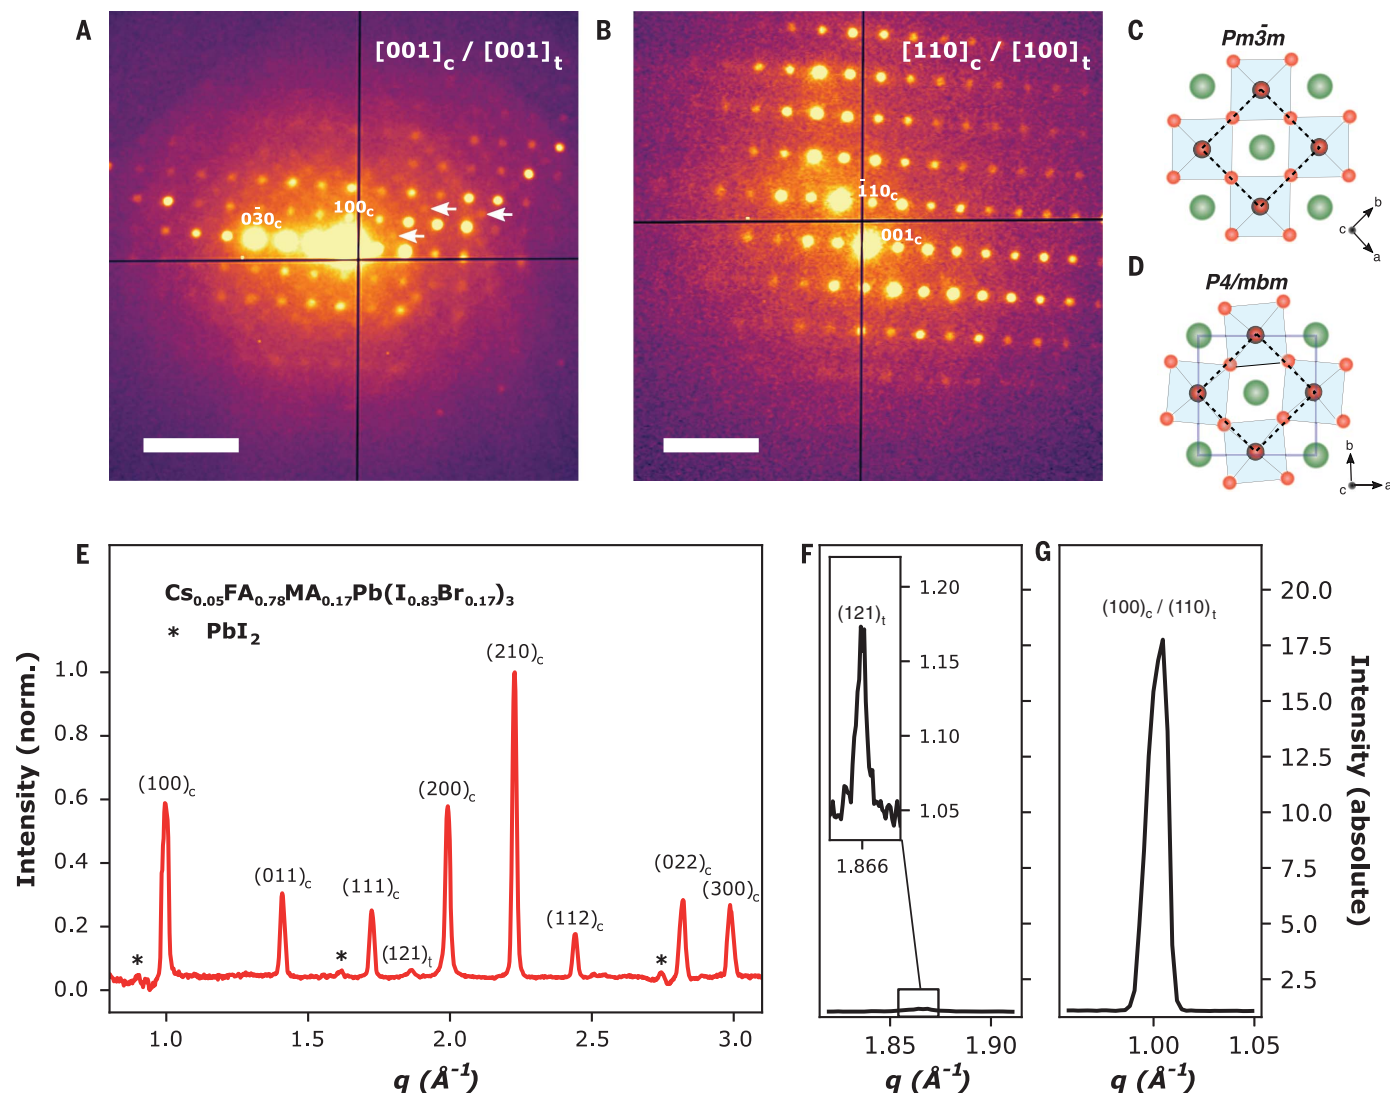 A
[001]c / [001]t
03̄0c
100c
B
[110]c / [100]t
1̄10c
001c
C
Pm3̄m
b
c
a
D
P4/mbm
b
c
a
E
Cs0.05FA0.78MA0.17Pb(I0.83Br0.17)3
* PbI2
Intensity (norm.)
1.0
0.8
0.6
0.4
0.2
0.0
(100)c
(011)c
(111)c
(121)t
(200)c
(210)c
(112)c
(022)c
(300)c
*
*
*
1.0
1.5
2.0
2.5
3.0
q (Å-1)
F
(121)t
1.20
1.15
1.10
1.05
1.866
1.85
1.90
q (Å-1)
G
(100)c / (110)t
20.0
17.5
15.0
12.5
10.0
7.5
5.0
2.5
Intensity (absolute)
1.00
1.05
q (Å-1)